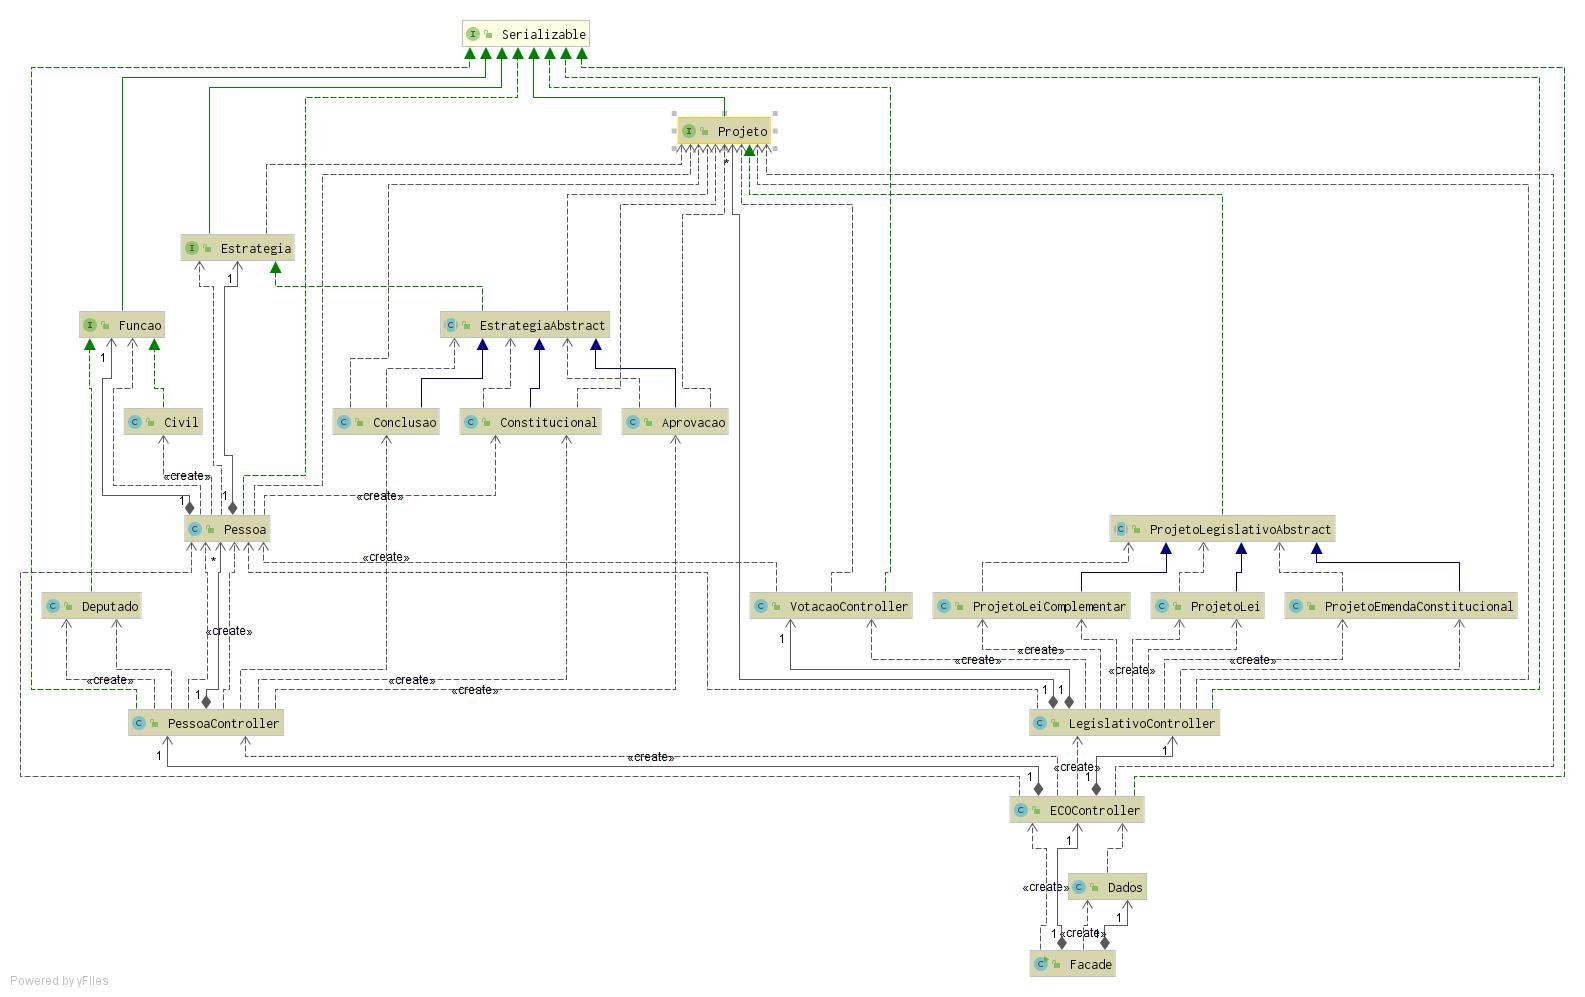 Serializable
Projeto
*
Estrategia
1
Funcao
EstrategiaAbstract
1
Civil
Conclusao
Constitucional
Aprovacao
«create»
1
1
«create»
Pessoa
ProjetoLegislativoAbstract
*
«create»
Deputado
VotacaoController
ProjetoLeiComplementar
ProjetoLei
ProjetoEmendaConstitucional
«create»
1
«create»
«create»
«create»
«create»
«create»
«create»
«create»
1
1
1
PessoaController
LegislativoController
1
«create»
1
«create»
1
1
ECOController
1
«create»
Dados
1
1
«create»
1
Facade
Powered by yFiles